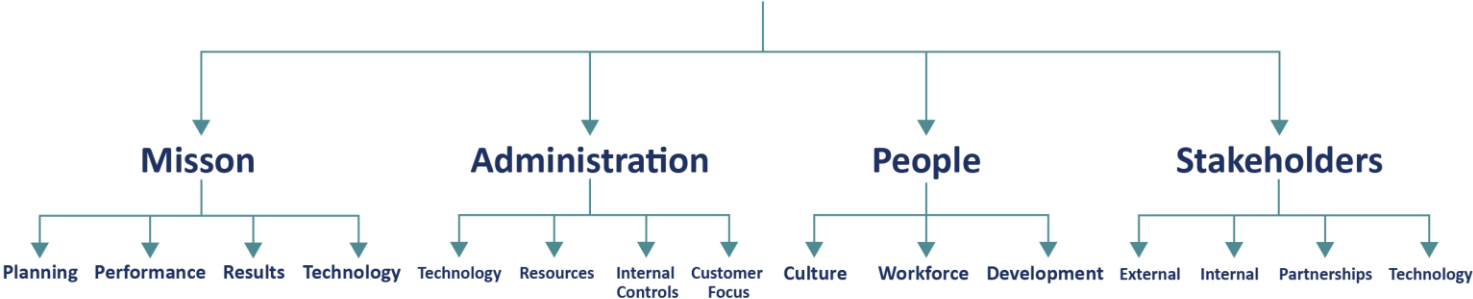 Misson
Administration
People
Stakeholders
Planning
Performance
Results
Technology
Technology
Resources
Internal
Controls
Customer
Focus
Culture
Workforce
Development
External
Internal
Partnerships
Technology